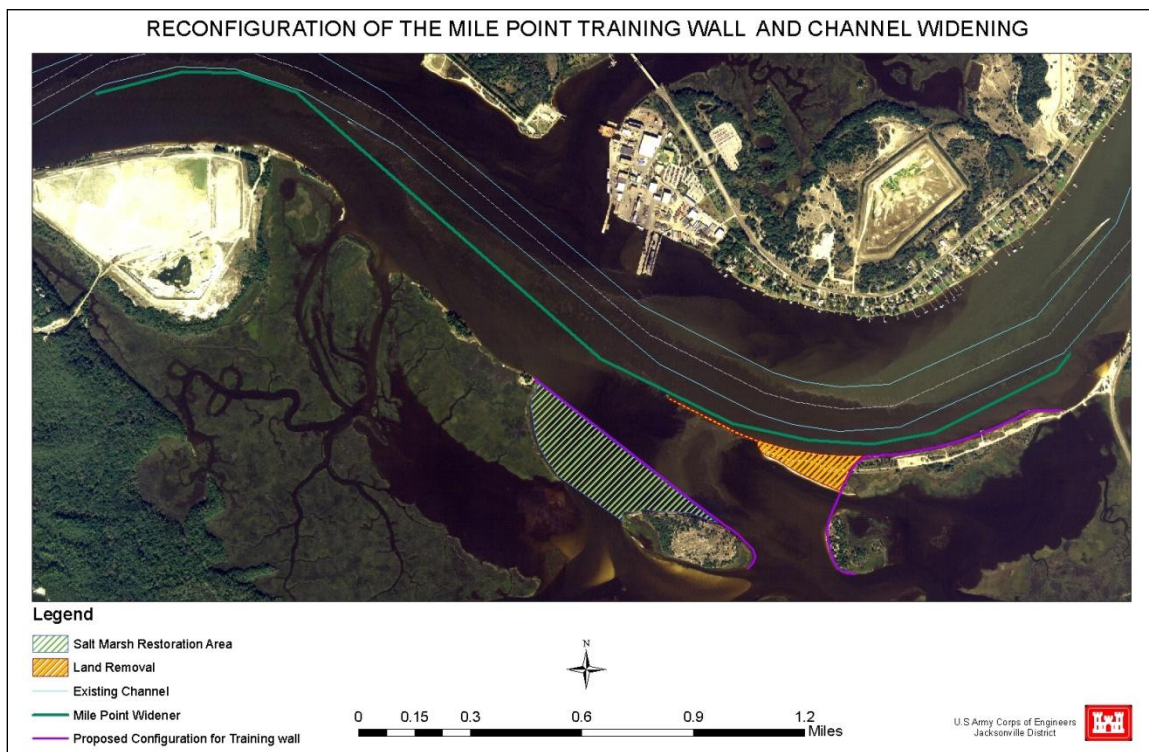 RECONFIGURATION OF THE MILE POINT TRAINING WALL AND CHANNEL WIDENING
Legend
Salt Marsh Restoration Area
Land Removal
Existing Channel
Mile Point Widener
Proposed Configuration for Training wall
N
0 0.15 0.3 0.6 0.9 1.2
Miles
U.S Army Corps of Engineers
Jacksonville District